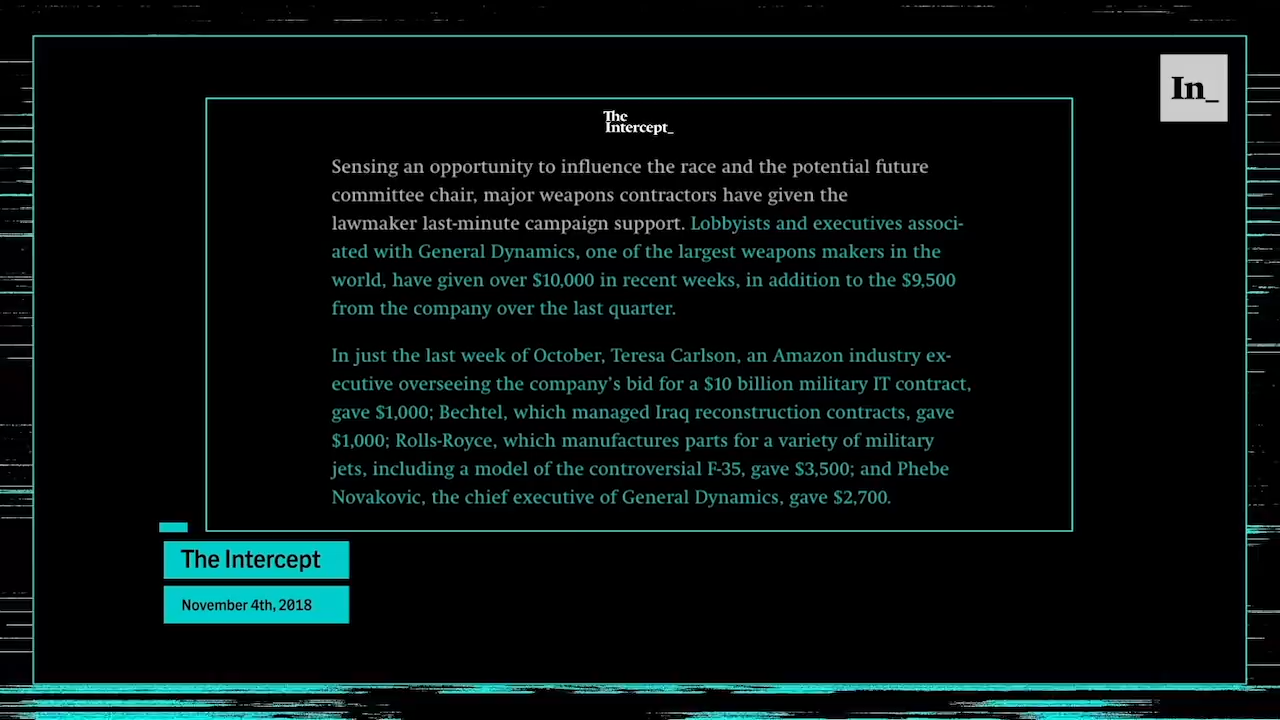 In_
The
Intercept_
Sensing an opportunity to influence the race and the potential future
committee chair, major weapons contractors have given the
lawmaker last-minute campaign support. Lobbyists and executives associ-
ated with General Dynamics, one of the largest weapons makers in the
world, have given over $10,000 in recent weeks, in addition to the $9,500
from the company over the last quarter.
In just the last week of October, Teresa Carlson, an Amazon industry ex-
ecutive overseeing the company's bid for a $10 billion military IT contract,
gave $1,000; Bechtel, which managed Iraq reconstruction contracts, gave
$1,000; Rolls-Royce, which manufactures parts for a variety of military
jets, including a model of the controversial F-35, gave $3,500; and Phebe
Novakovic, the chief executive of General Dynamics, gave $2,700.
The Intercept
November 4th, 2018